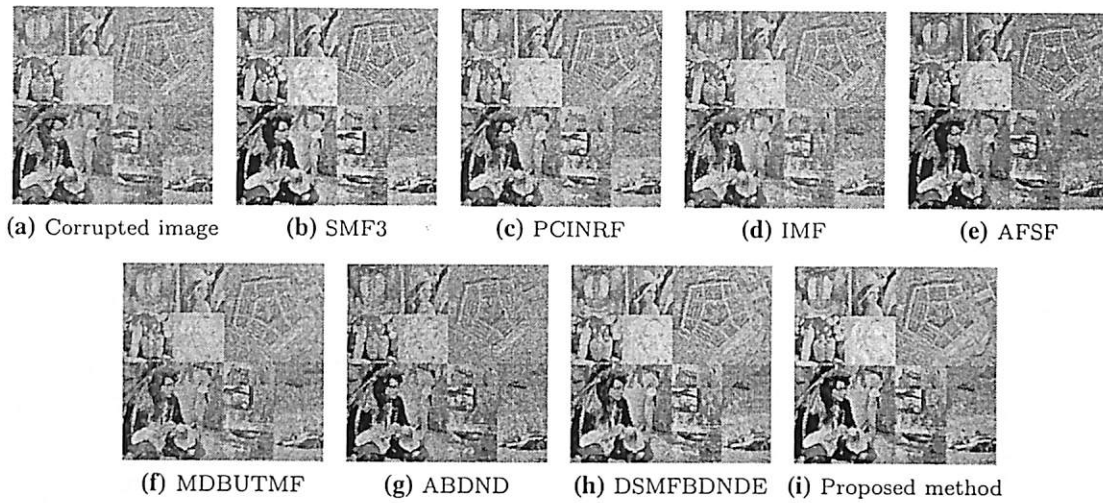 (a) Corrupted image
(b) SMF3
(c) PCINRF
(d) IMF
(e) AFSF
(f) MDBUTMF
(g) ABDND
(h) DSMFBDNDE
(i) Proposed method